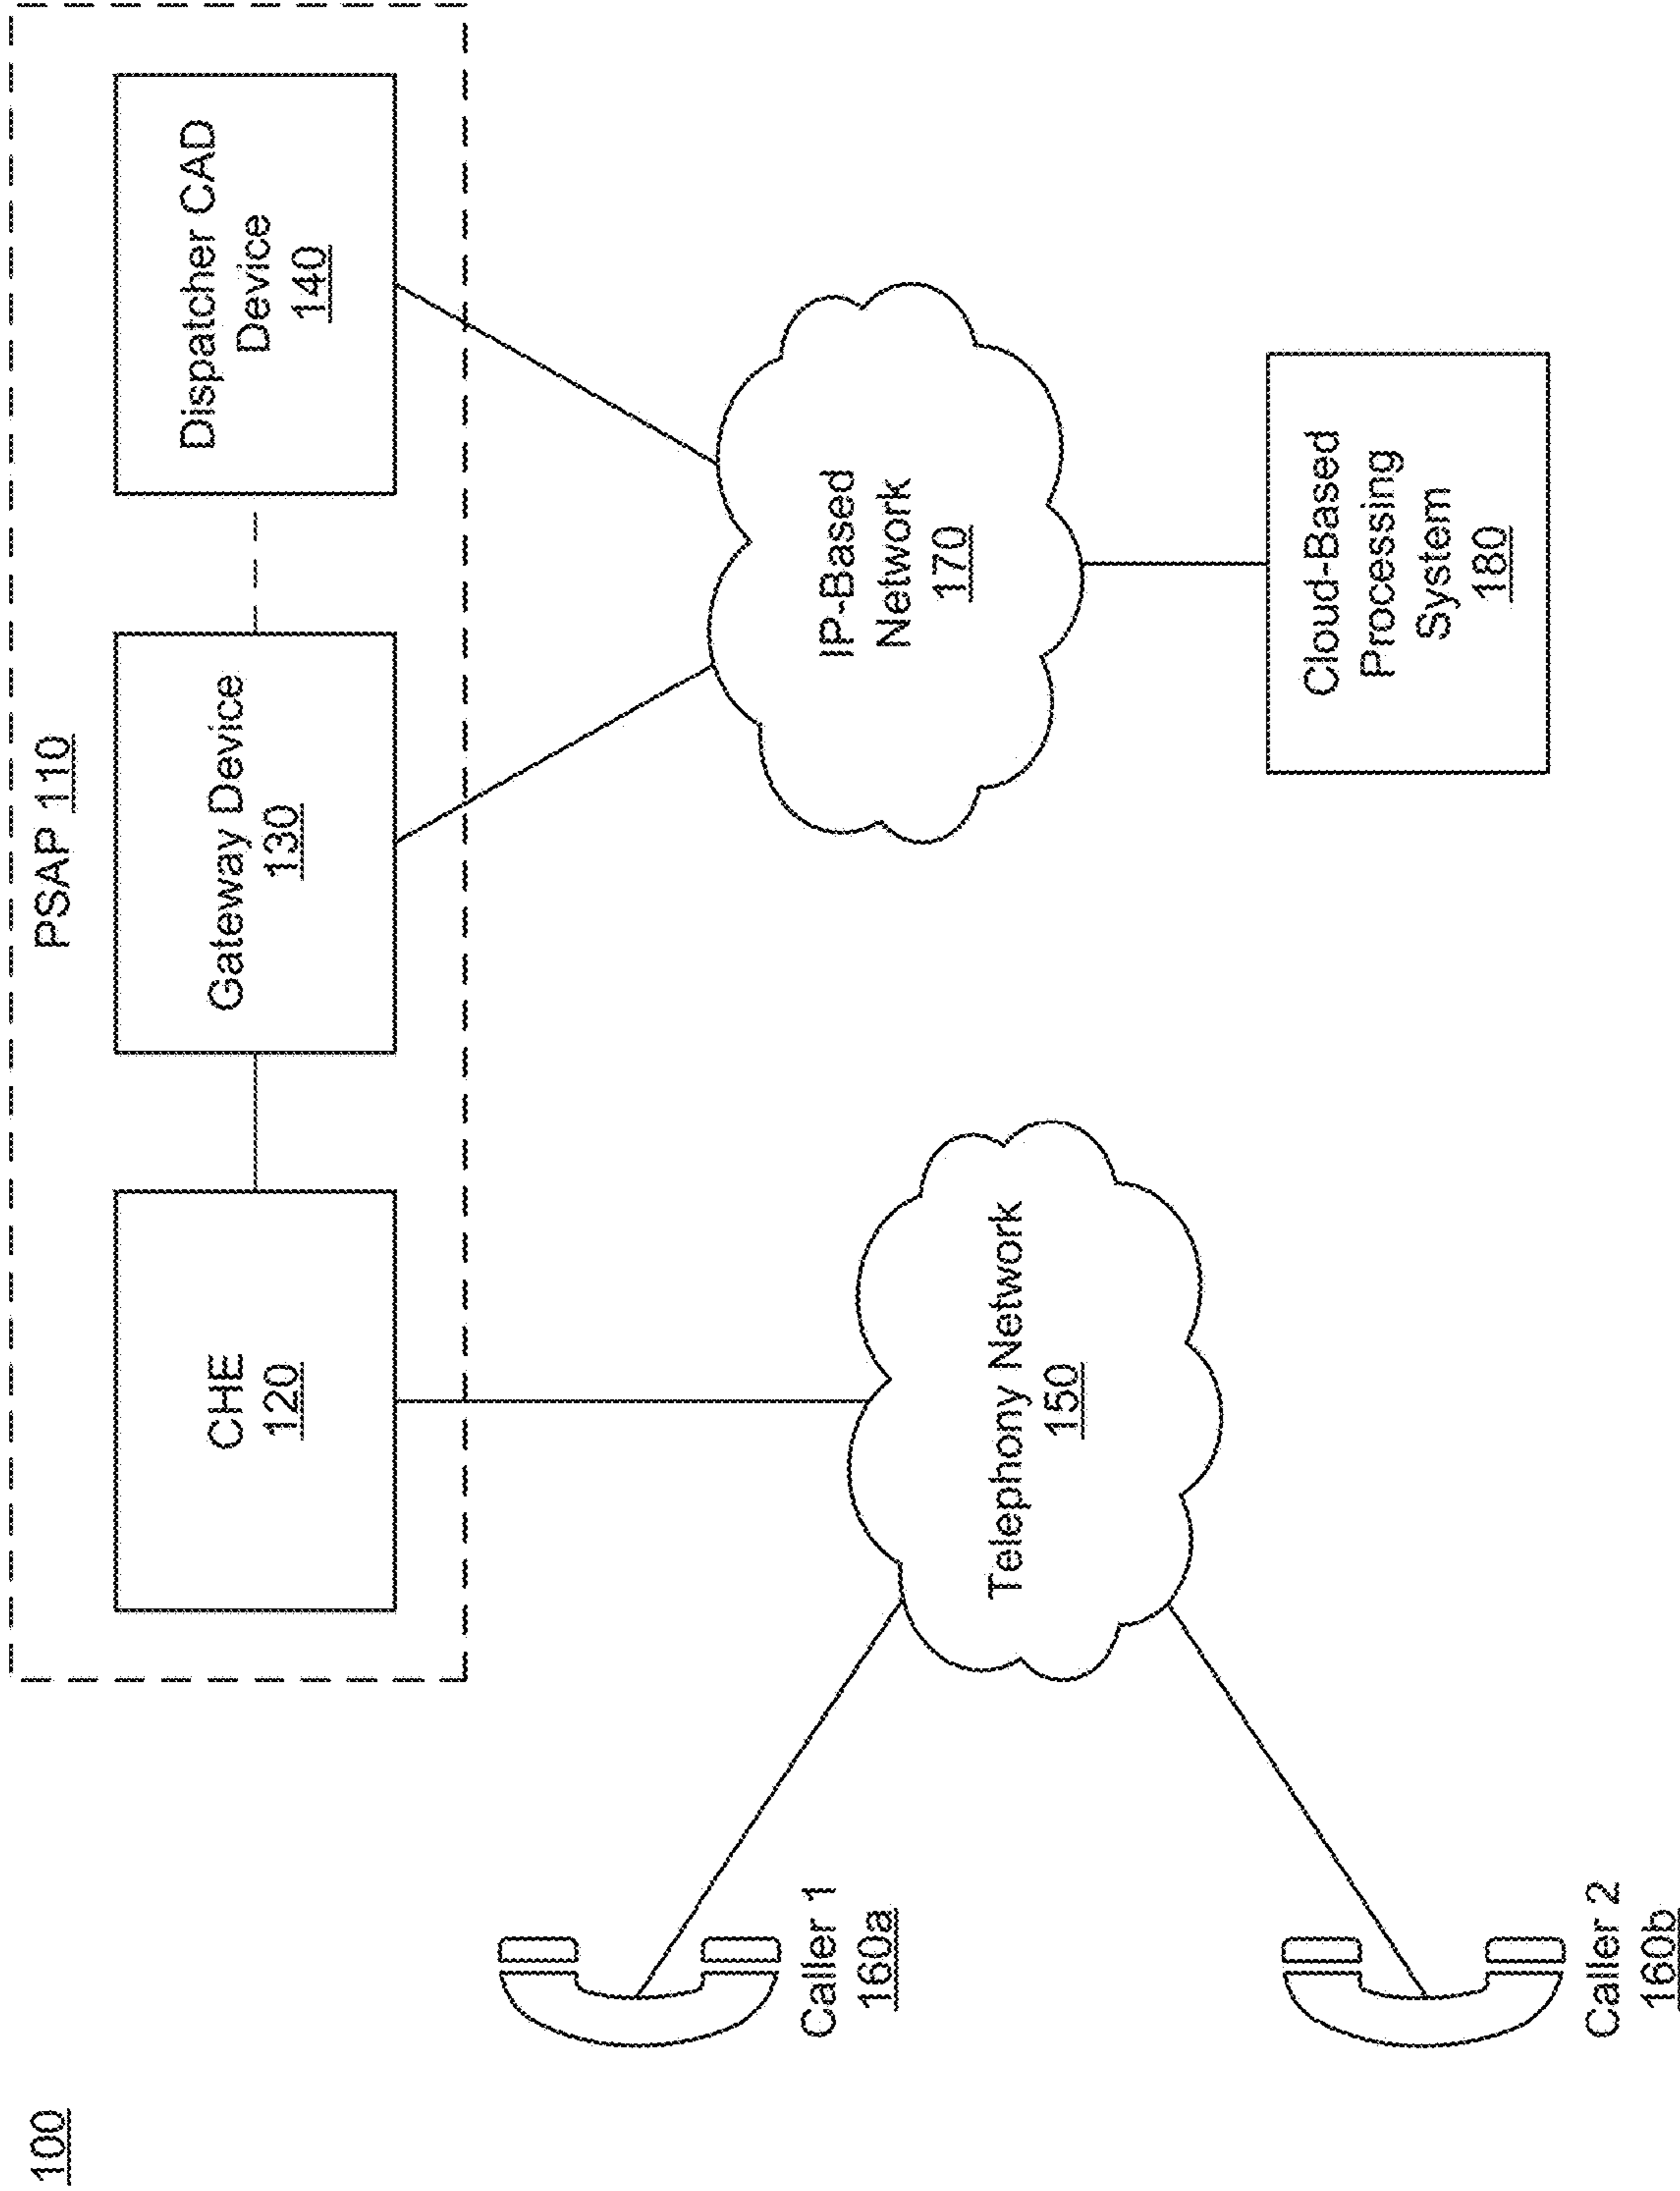 100
PSAP 110
CHE
120
Gateway Device
130
Dispatcher CAD
Device
140
Caller 1
160a
Telephony Network
150
IP-Based
Network
170
Caller 2
160b
Cloud-Based
Processing
System
180